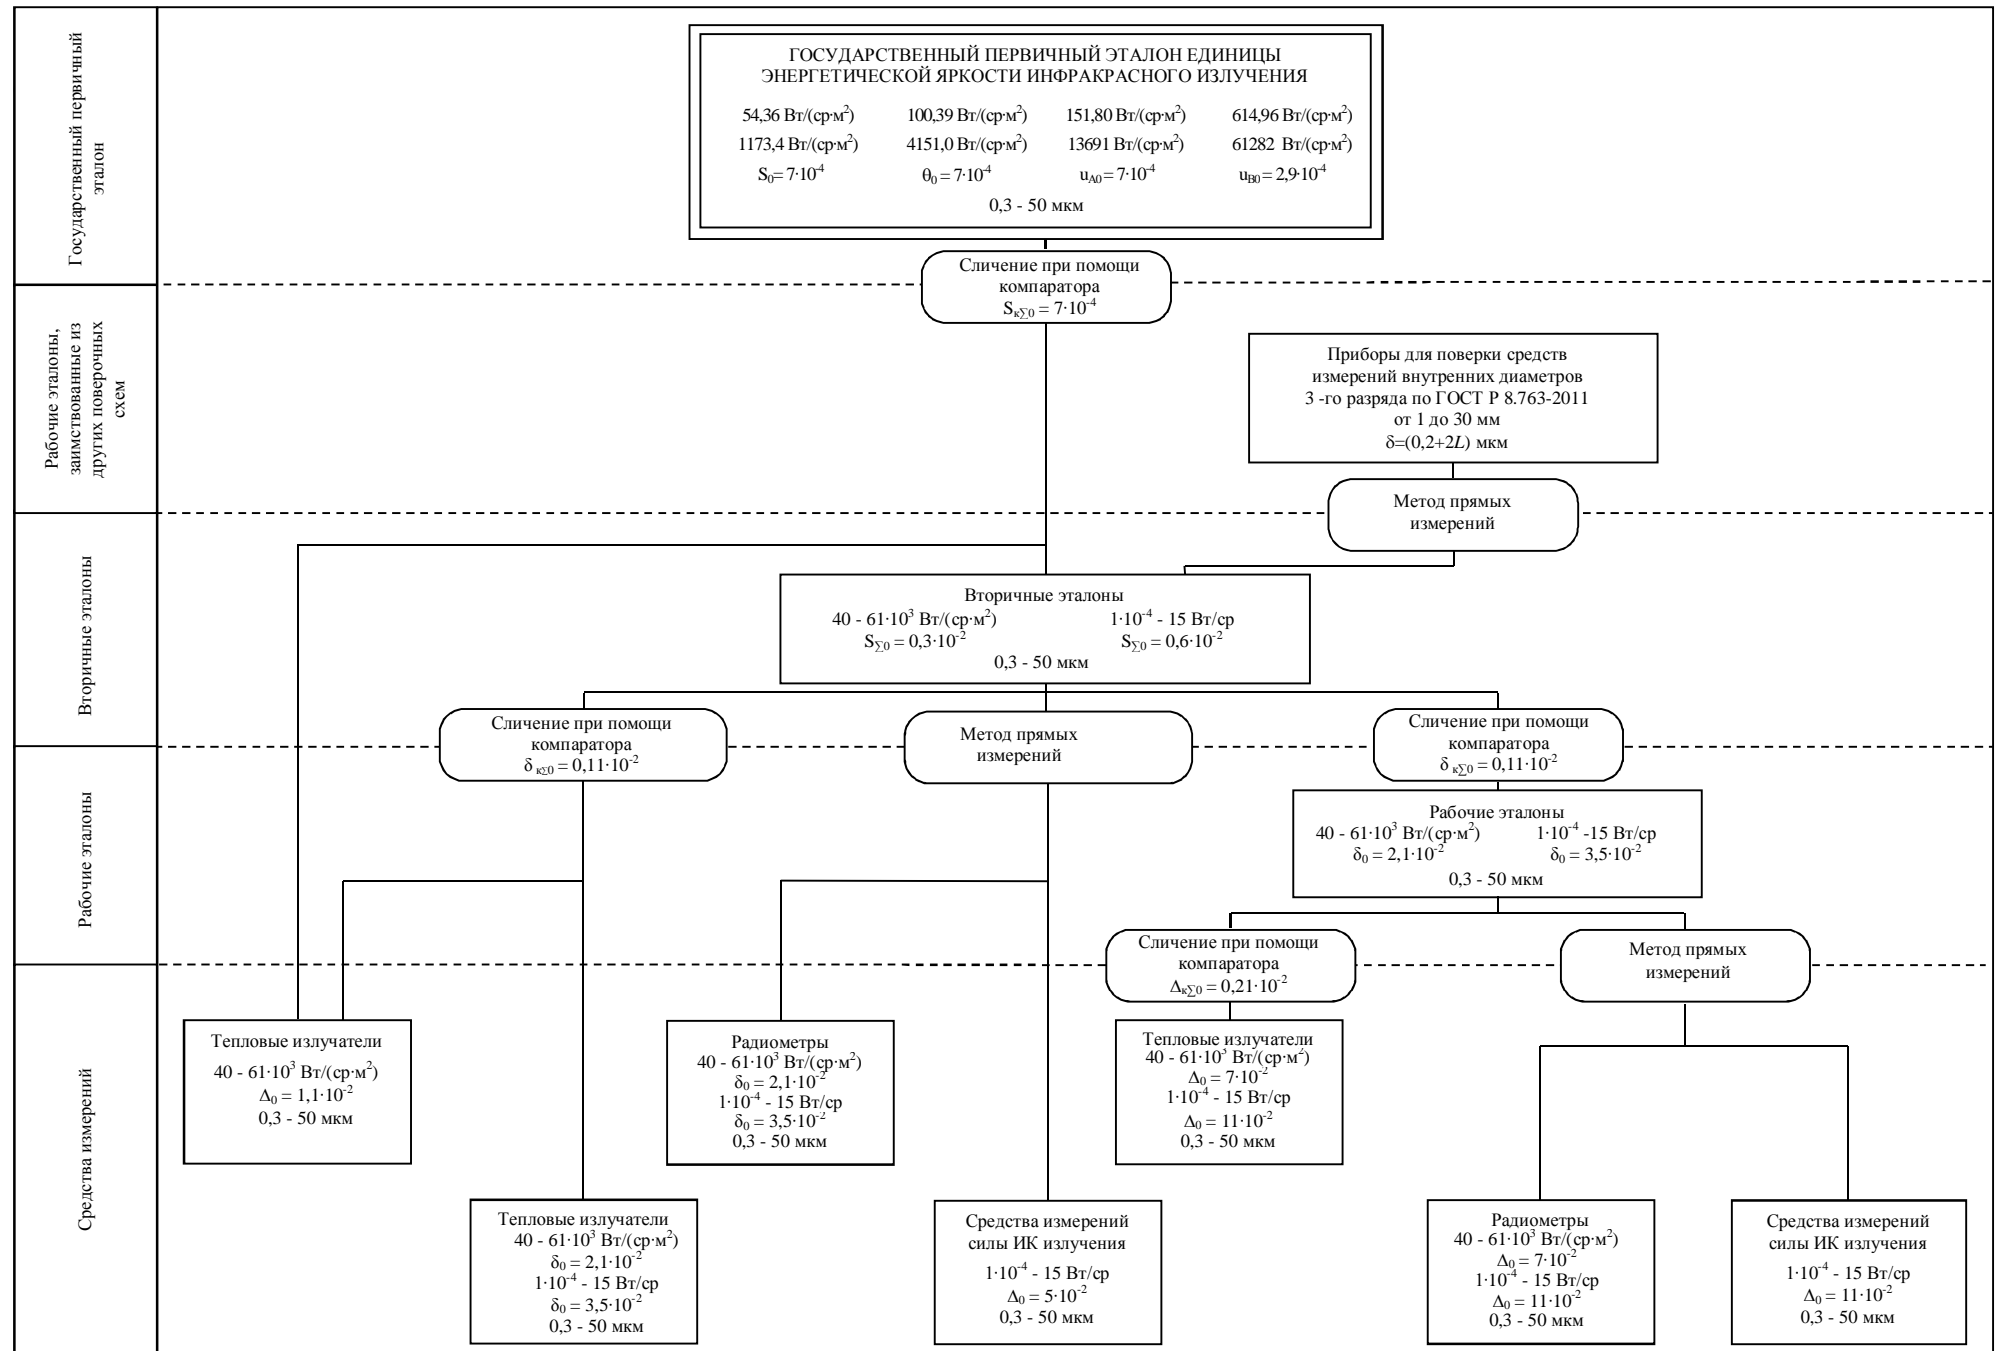 Государственный первичный
эталон
ГОСУДАРСТВЕННЫЙ ПЕРВИЧНЫЙ ЭТАЛОН ЕДИНИЦЫ
ЭНЕРГЕТИЧЕСКОЙ ЯРКОСТИ ИНФРАКРАСНОГО ИЗЛУЧЕНИЯ
54,36 Вт/(ср·м²) 100,39 Вт/(ср·м²) 151,80 Вт/(ср·м²) 614,96 Вт/(ср·м²)
1173,4 Вт/(ср·м²) 4151,0 Вт/(ср·м²) 13691 Вт/(ср·м²) 61282 Вт/(ср·м²)
S₀= 7·10⁻⁴ θ₀ = 7·10⁻⁴ u_A0 = 7·10⁻⁴ u_B0 = 2,9·10⁻⁴
0,3 - 50 мкм
Сличение при помощи
компаратора
S_к∑0 = 7·10⁻⁴
Рабочие эталоны,
заимствованные из
других поверочных
схем
Приборы для поверки средств
измерений внутренних диаметров
3 -го разряда по ГОСТ Р 8.763-2011
от 1 до 30 мм
δ=(0,2+2L) мкм
Метод прямых
измерений
Вторичные эталоны
Вторичные эталоны
40 - 61·10³ Вт/(ср·м²) 1·10⁻⁴ - 15 Вт/ср
S_∑0 = 0,3·10⁻² S_∑0 = 0,6·10⁻²
0,3 - 50 мкм
Сличение при помощи
компаратора
δ_к∑0 = 0,11·10⁻²
Метод прямых
измерений
Сличение при помощи
компаратора
δ_к∑0 = 0,11·10⁻²
Рабочие эталоны
Рабочие эталоны
40 - 61·10³ Вт/(ср·м²) 1·10⁻⁴ -15 Вт/ср
δ₀ = 2,1·10⁻² δ₀ = 3,5·10⁻²
0,3 - 50 мкм
Сличение при помощи
компаратора
Δ_к∑0 = 0,21·10⁻²
Метод прямых
измерений
Средства измерений
Тепловые излучатели
40 - 61·10³ Вт/(ср·м²)
Δ₀ = 1,1·10⁻²
0,3 - 50 мкм
Радиометры
40 - 61·10³ Вт/(ср·м²)
δ₀ = 2,1·10⁻²
1·10⁻⁴ - 15 Вт/ср
δ₀ = 3,5·10⁻²
0,3 - 50 мкм
Тепловые излучатели
40 - 61·10³ Вт/(ср·м²)
Δ₀ = 7·10⁻²
1·10⁻⁴ - 15 Вт/ср
Δ₀ = 11·10⁻²
0,3 - 50 мкм
Тепловые излучатели
40 - 61·10³ Вт/(ср·м²)
δ₀ = 2,1·10⁻²
1·10⁻⁴ - 15 Вт/ср
δ₀ = 3,5·10⁻²
0,3 - 50 мкм
Средства измерений
силы ИК излучения
1·10⁻⁴ - 15 Вт/ср
Δ₀ = 5·10⁻²
0,3 - 50 мкм
Радиометры
40 - 61·10³ Вт/(ср·м²)
Δ₀ = 7·10⁻²
1·10⁻⁴ - 15 Вт/ср
Δ₀ = 11·10⁻²
0,3 - 50 мкм
Средства измерений
силы ИК излучения
1·10⁻⁴ - 15 Вт/ср
Δ₀ = 11·10⁻²
0,3 - 50 мкм